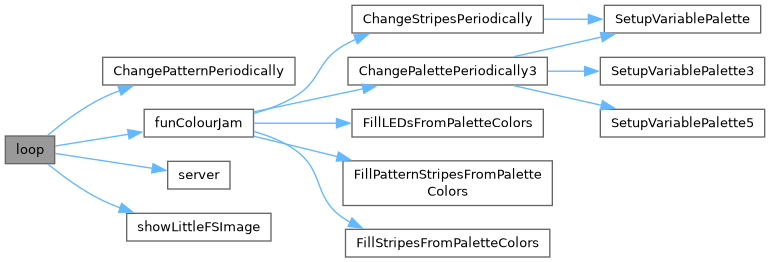 loop
ChangePatternPeriodically
funColourJam
server
showLittleFSImage
ChangeStripesPeriodically
ChangePalettePeriodically3
FillLEDsFromPaletteColors
FillPatternStripesFromPalette
Colors
FillStripesFromPaletteColors
SetupVariablePalette
SetupVariablePalette3
SetupVariablePalette5